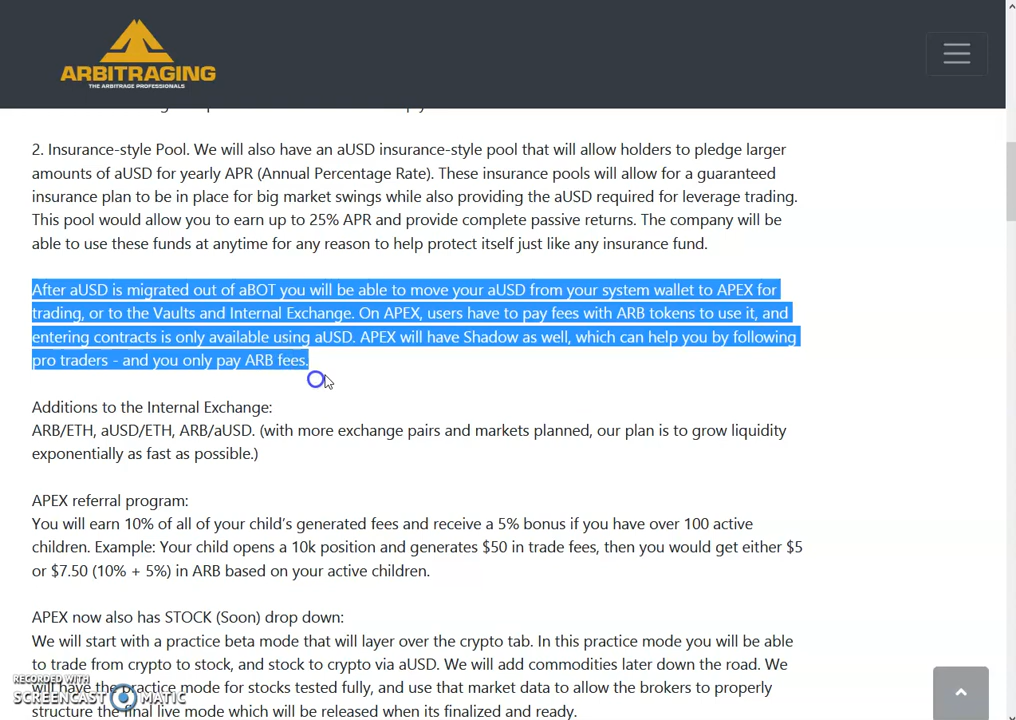 ARBITRAGING
THE ARBITRAGE PROFESSIONALS
2. Insurance-style Pool. We will also have an aUSD insurance-style pool that will allow holders to pledge larger
amounts of aUSD for yearly APR (Annual Percentage Rate). These insurance pools will allow for a guaranteed
insurance plan to be in place for big market swings while also providing the aUSD required for leverage trading.
This pool would allow you to earn up to 25% APR and provide complete passive returns. The company will be
able to use these funds at anytime for any reason to help protect itself just like any insurance fund.
After aUSD is migrated out of aBOT you will be able to move your aUSD from your system wallet to APEX for
trading, or to the Vaults and Internal Exchange. On APEX, users have to pay fees with ARB tokens to use it, and
entering contracts is only available using aUSD. APEX will have Shadow as well, which can help you by following
pro traders - and you only pay ARB fees.
Additions to the Internal Exchange:
ARB/ETH, aUSD/ETH, ARB/aUSD. (with more exchange pairs and markets planned, our plan is to grow liquidity
exponentially as fast as possible.)
APEX referral program:
You will earn 10% of all of your child's generated fees and receive a 5% bonus if you have over 100 active
children. Example: Your child opens a 10k position and generates $50 in trade fees, then you would get either $5
or $7.50 (10% + 5%) in ARB based on your active children.
APEX now also has STOCK (Soon) drop down:
We will start with a practice beta mode that will layer over the crypto tab. In this practice mode you will be able
to trade from crypto to stock, and stock to crypto via aUSD. We will add commodities later down the road. We
will have the practice mode for stocks tested fully, and use that market data to allow the brokers to properly
structure the final live mode which will be released when its finalized and ready.
RECORDED WITH
SCREENCAST MATIC